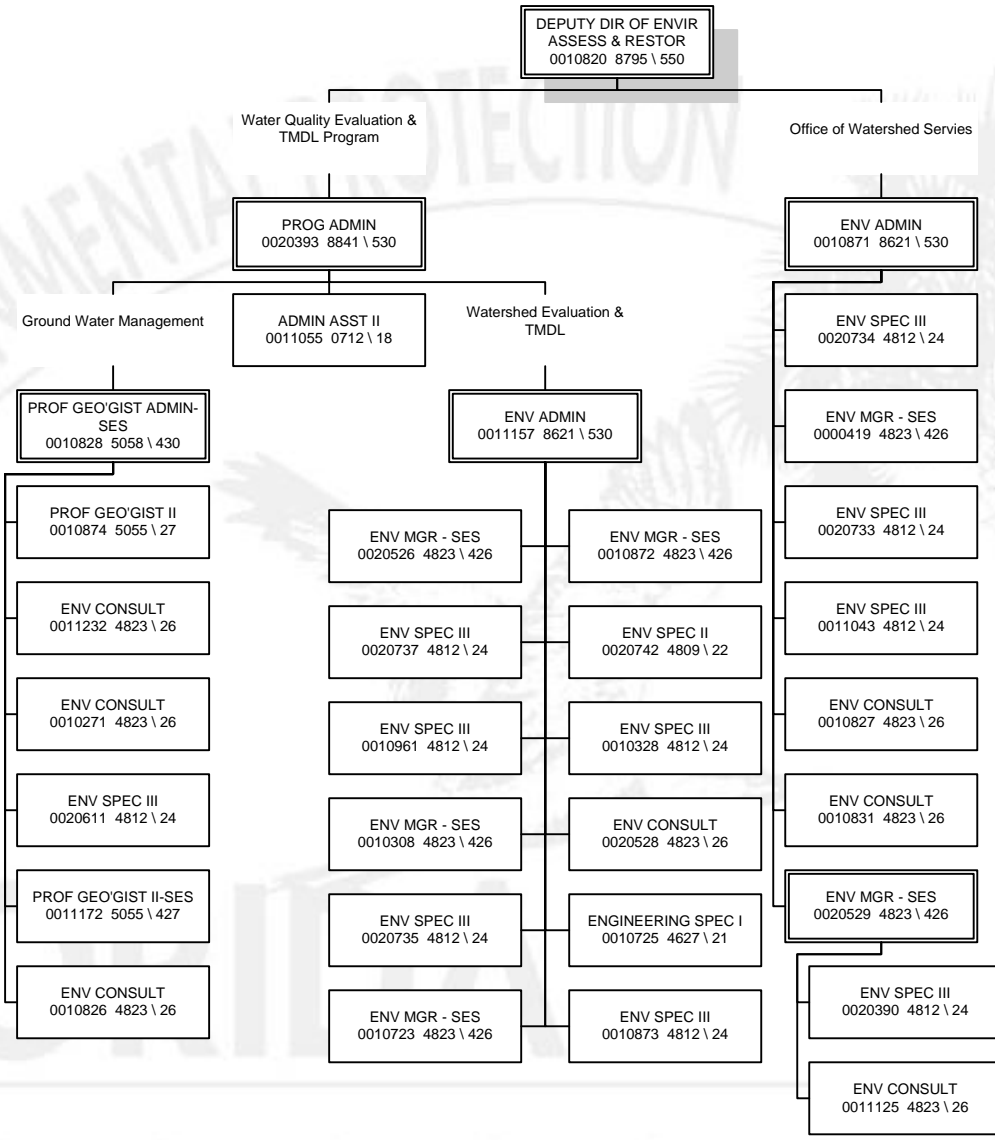 DEPUTY DIR OF ENVIR
ASSESS & RESTOR
0010820 8795 \ 550
Water Quality Evaluation &
TMDL Program
Office of Watershed Servies
PROG ADMIN
0020393 8841 \ 530
ENV ADMIN
0010871 8621 \ 530
Ground Water Management
ADMIN ASST II
0011055 0712 \ 18
Watershed Evaluation &
TMDL
PROF GEO'GIST ADMIN-
SES
0010828 5058 \ 430
ENV ADMIN
0011157 8621 \ 530
PROF GEO'GIST II
0010874 5055 \ 27
ENV CONSULT
0011232 4823 \ 26
ENV CONSULT
0010271 4823 \ 26
ENV SPEC III
0020611 4812 \ 24
PROF GEO'GIST II-SES
0011172 5055 \ 427
ENV CONSULT
0010826 4823 \ 26
ENV MGR - SES
0020526 4823 \ 426
ENV MGR - SES
0010872 4823 \ 426
ENV SPEC III
0020737 4812 \ 24
ENV SPEC II
0020742 4809 \ 22
ENV SPEC III
0010961 4812 \ 24
ENV SPEC III
0010328 4812 \ 24
ENV MGR - SES
0010308 4823 \ 426
ENV CONSULT
0020528 4823 \ 26
ENV SPEC III
0020735 4812 \ 24
ENGINEERING SPEC I
0010725 4627 \ 21
ENV MGR - SES
0010723 4823 \ 426
ENV SPEC III
0010873 4812 \ 24
ENV SPEC III
0020734 4812 \ 24
ENV MGR - SES
0000419 4823 \ 426
ENV SPEC III
0020733 4812 \ 24
ENV SPEC III
0011043 4812 \ 24
ENV CONSULT
0010827 4823 \ 26
ENV CONSULT
0010831 4823 \ 26
ENV MGR - SES
0020529 4823 \ 426
ENV SPEC III
0020390 4812 \ 24
ENV CONSULT
0011125 4823 \ 26
PROTECTION